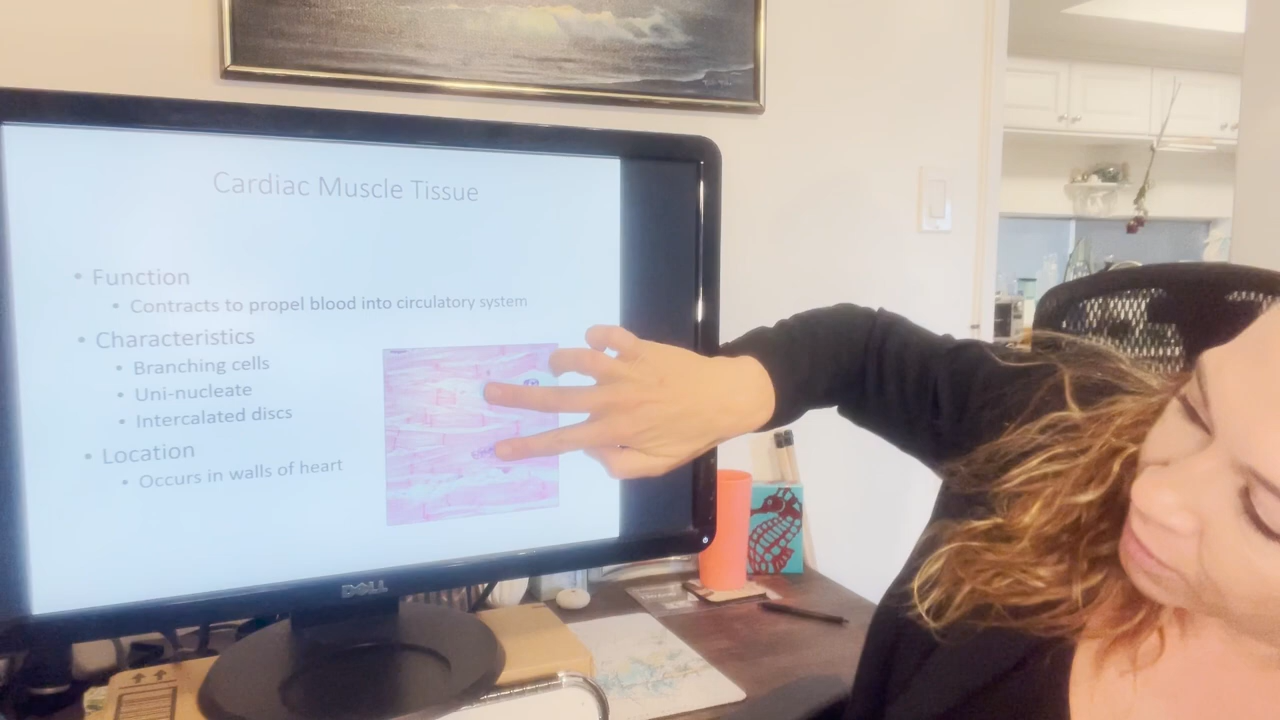 Cardiac Muscle Tissue
• Function
• Contracts to propel blood into circulatory system
• Characteristics
• Branching cells
• Uni-nucleate
• Intercalated discs
• Location
• Occurs in walls of heart
DELL